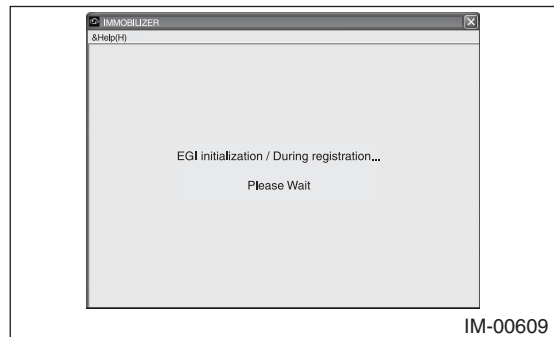 IMMOBILIZER
&Help(H)
EGI initialization / During registration...
Please Wait
IM-00609